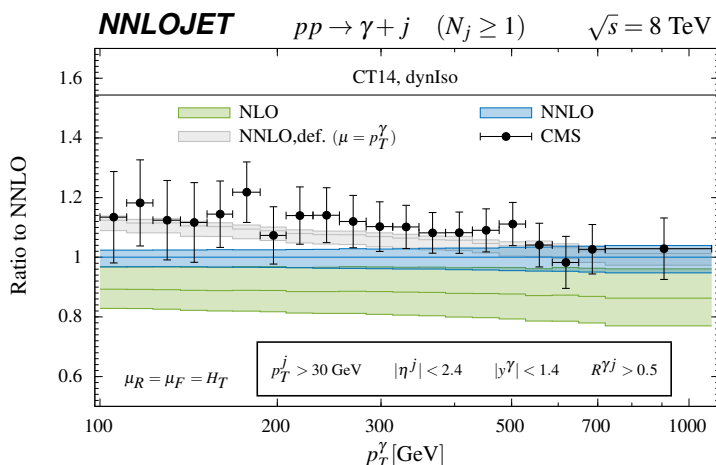 NNLOJET pp → γ + j (N_j ≥ 1) √s = 8 TeV
CT14, dynIso
NLO NNLO
NNLO,def. (μ = p_T^γ) CMS
Ratio to NNLO
1.6
1.4
1.2
1
0.8
0.6
μ_R = μ_F = H_T
p_T^j > 30 GeV |η^j| < 2.4 |y^γ| < 1.4 R^{γj} > 0.5
100 200 300 500 700 1000
p_T^γ [GeV]